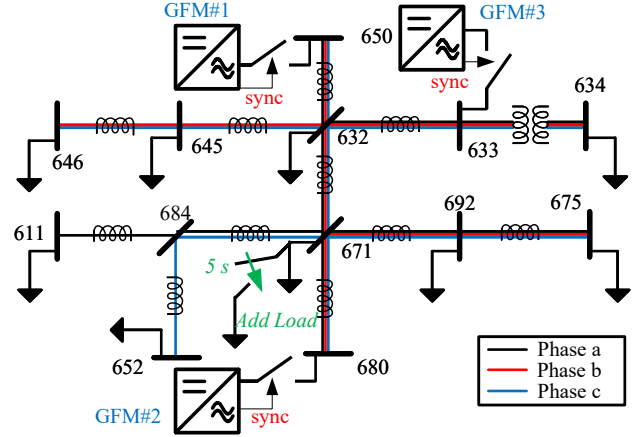 GFM#1
650
GFM#3
sync
sync
634
632
633
646
645
611
684
692
675
671
5 s
Add Load
652
680
GFM#2
sync
Phase a
Phase b
Phase c